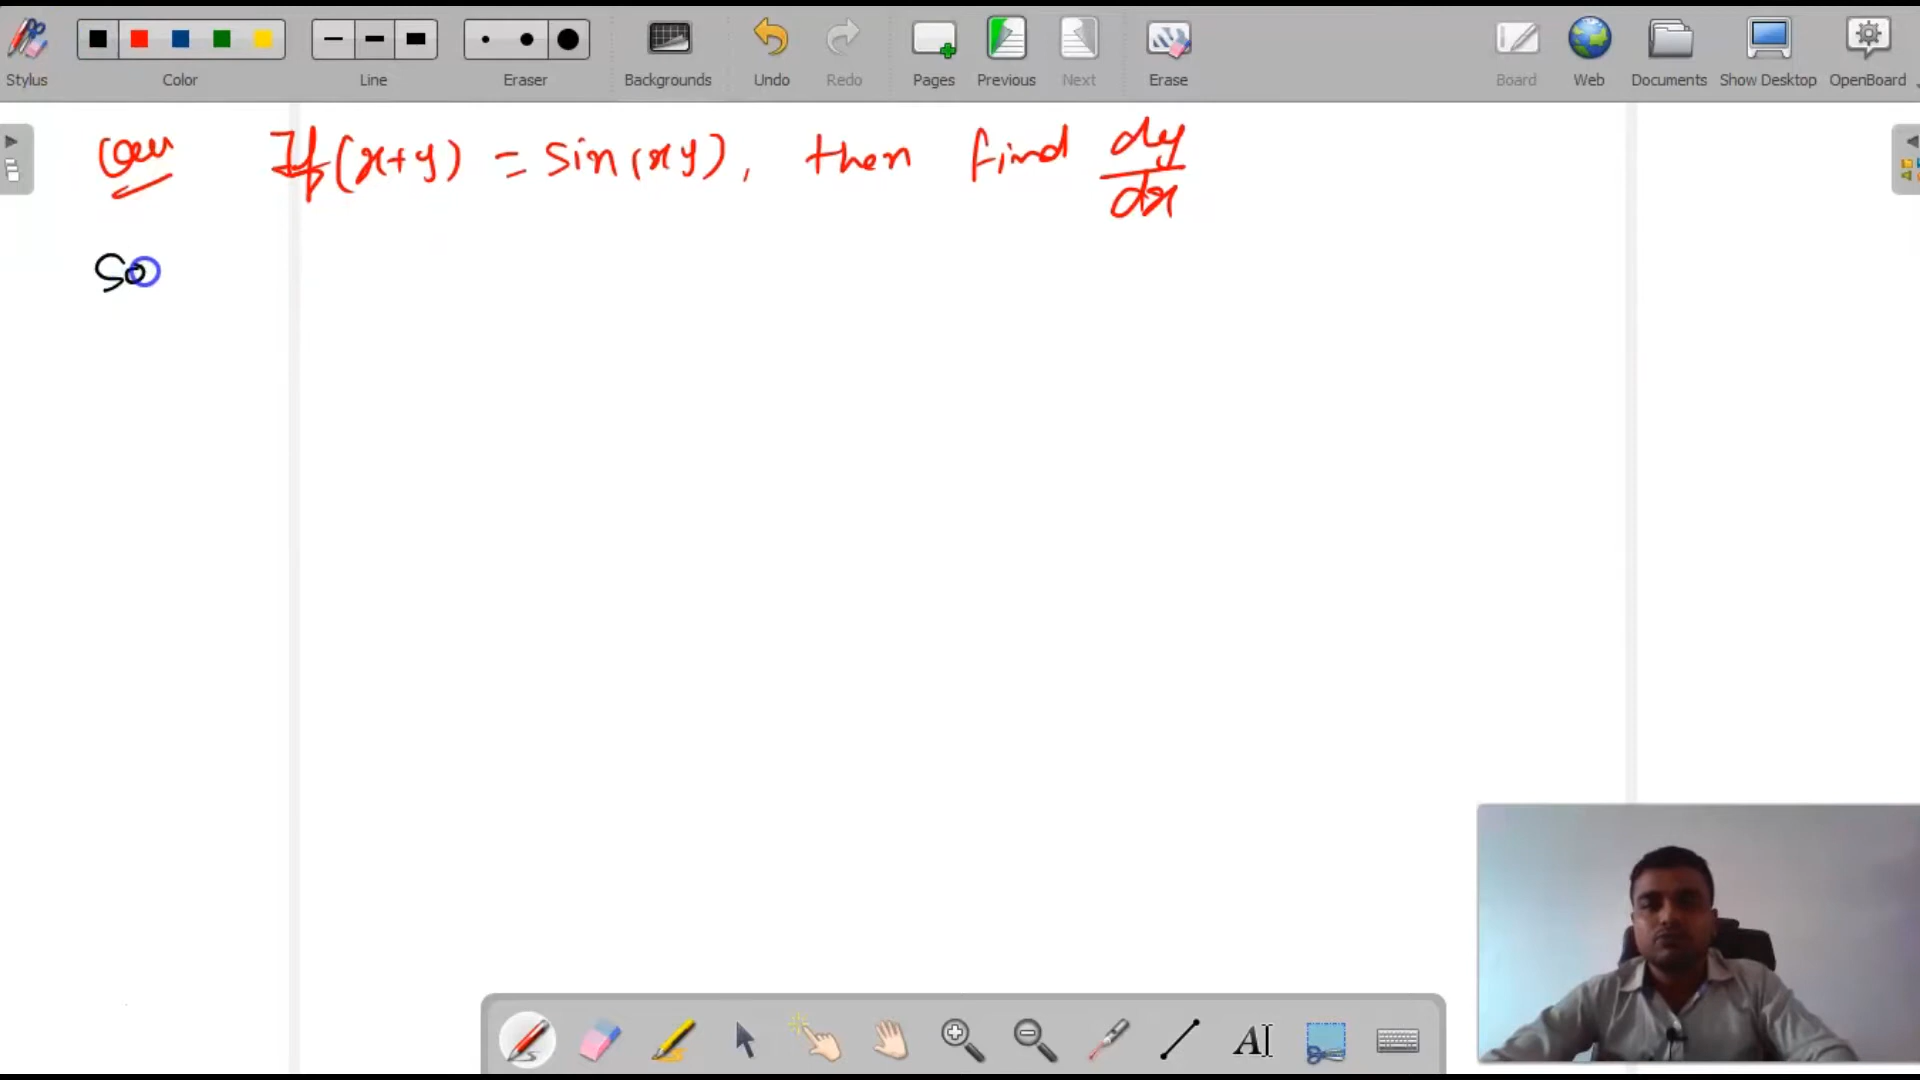 Stylus Color Line Eraser Backgrounds Undo Redo Pages Previous Next Erase Board Web Documents Show Desktop OpenBoard
Que If (x+y) = sin(xy), then find dy/dx
So